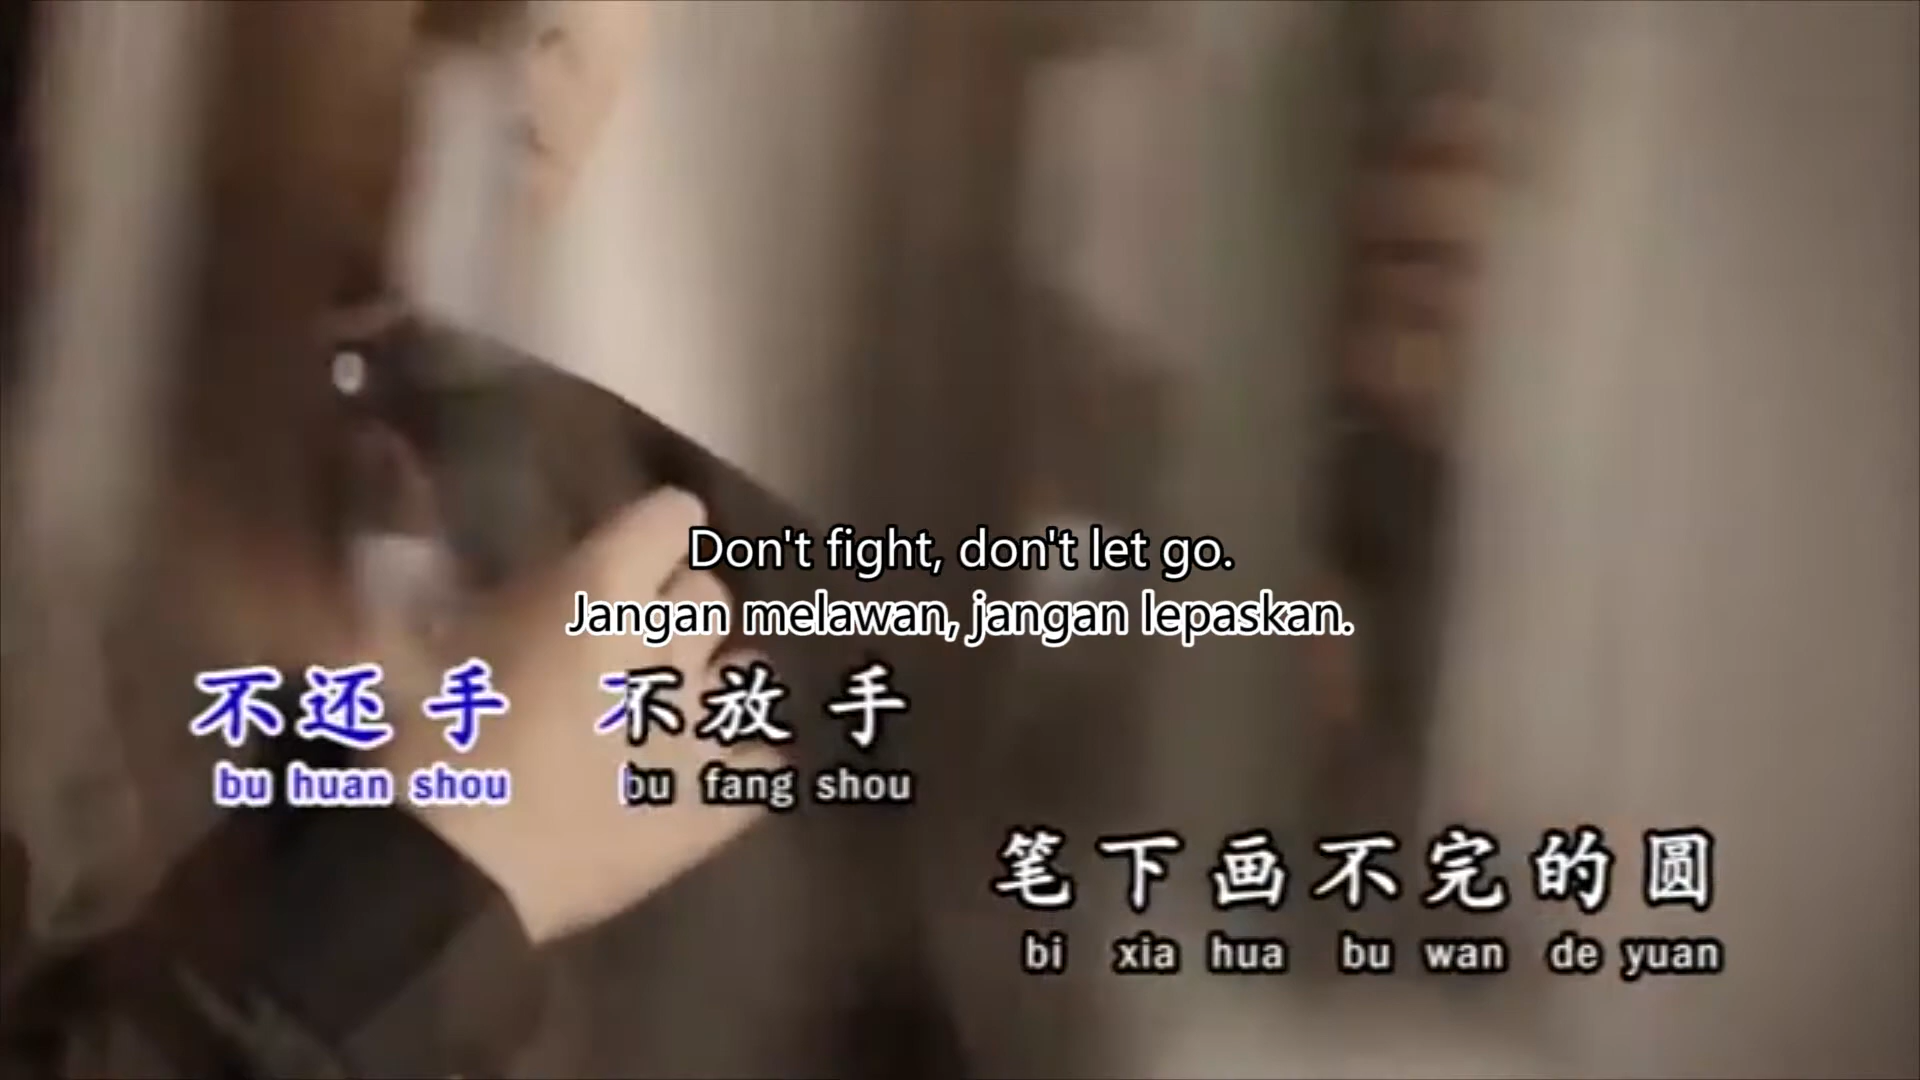 Don't fight, don't let go.
Jangan melawan, jangan lepaskan.
不还手 不放手
bu huan shou bu fang shou
笔下画不完的圆
bi xia hua bu wan de yuan